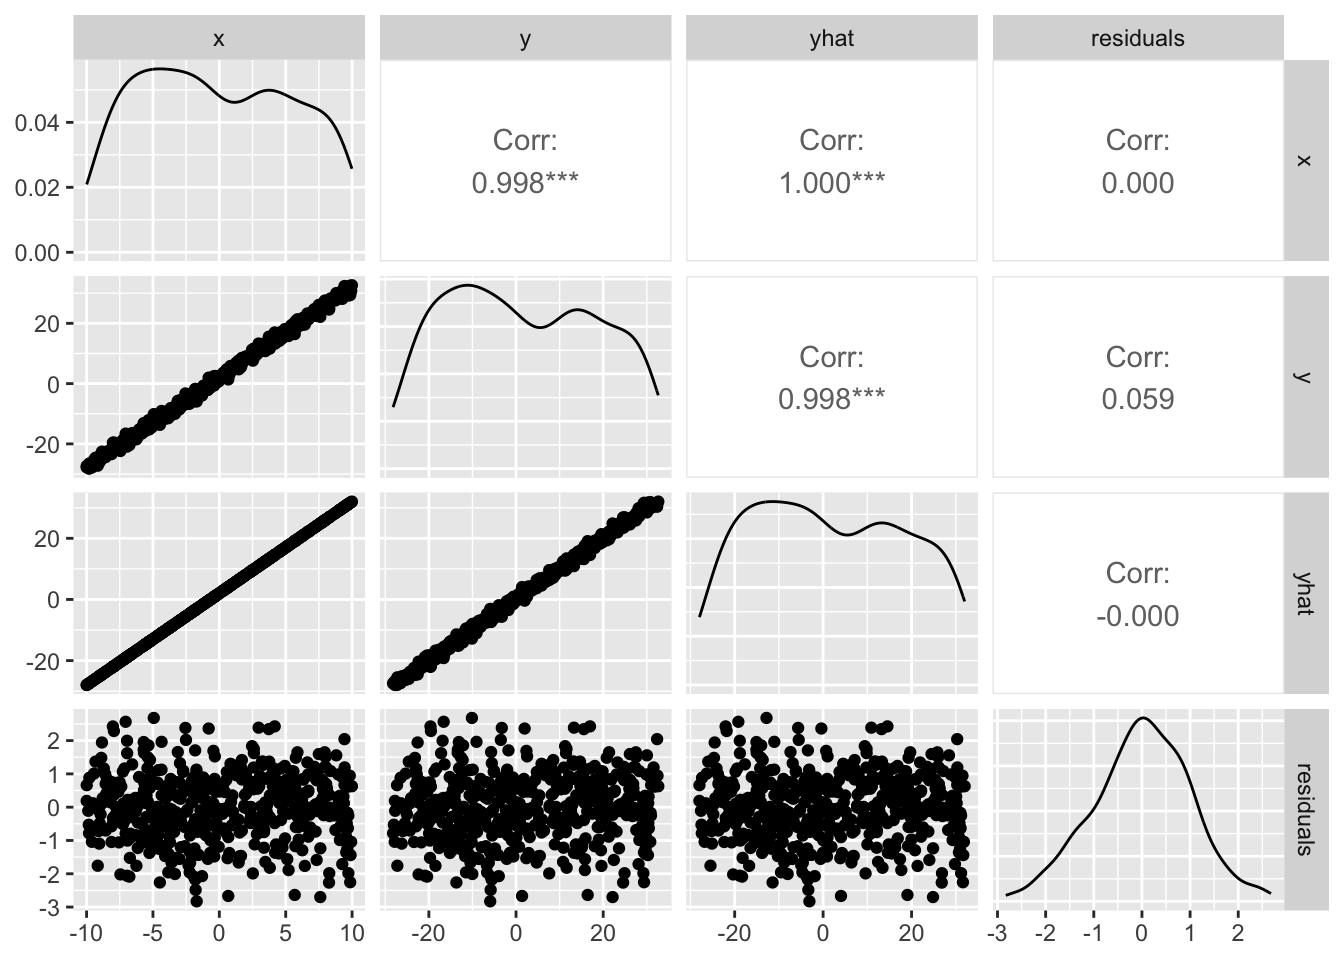 x y yhat residuals
0.04
0.02
0.00
Corr:
0.998***
Corr:
1.000***
Corr:
0.000
x
20
0
-20
Corr:
0.998***
Corr:
0.059
y
20
0
-20
Corr:
-0.000
yhat
2
1
0
-1
-2
-3
residuals
-10 -5 0 5 10 -20 0 20 -20 0 20 -3 -2 -1 0 1 2